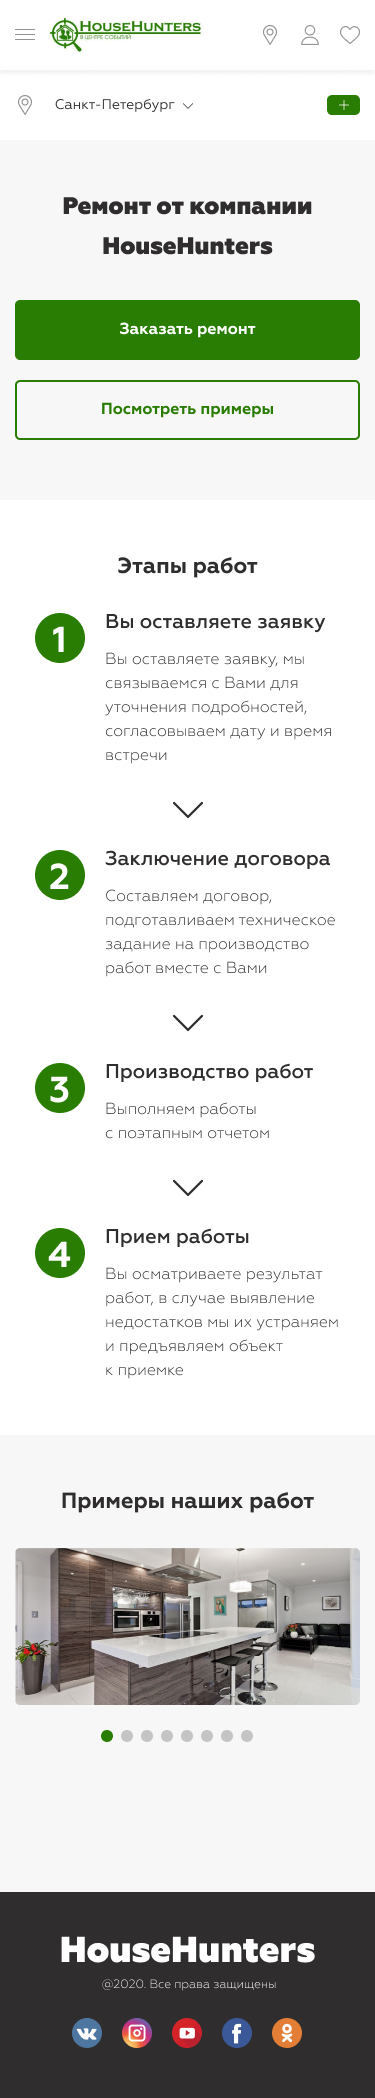 HouseHunters
В ЦЕНТРЕ СОБЫТИЙ
Санкт-Петербург
Ремонт от компании
HouseHunters
Заказать ремонт
Посмотреть примеры
Этапы работ
1
Вы оставляете заявку
Вы оставляете заявку, мы
связываемся с Вами для
уточнения подробностей,
согласовываем дату и время
встречи
2
Заключение договора
Составляем договор,
подготавливаем техническое
задание на производство
работ вместе с Вами
3
Производство работ
Выполняем работы
с поэтапным отчетом
4
Прием работы
Вы осматриваете результат
работ, в случае выявление
недостатков мы их устраняем
и предъявляем объект
к приемке
Примеры наших работ
HouseHunters
@2020. Все права защищены